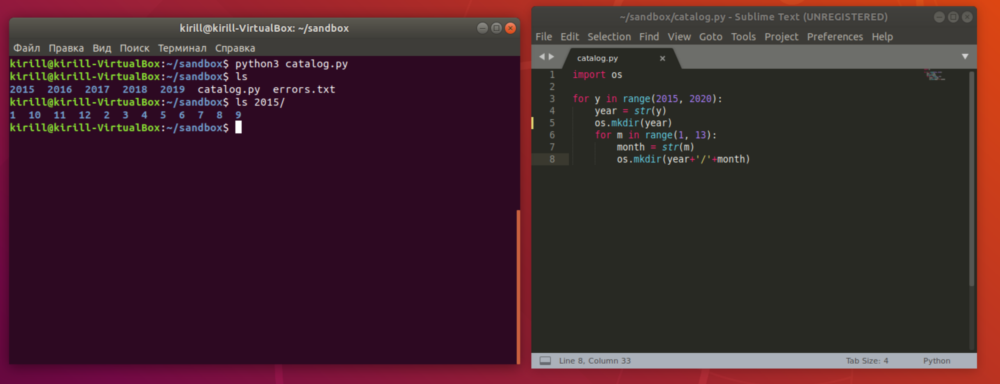 kirill@kirill-VirtualBox: ~/sandbox
Файл Правка Вид Поиск Терминал Справка
kirill@kirill-VirtualBox:~/sandbox$ python3 catalog.py
kirill@kirill-VirtualBox:~/sandbox$ ls
2015 2016 2017 2018 2019 catalog.py errors.txt
kirill@kirill-VirtualBox:~/sandbox$ ls 2015/
1 10 11 12 2 3 4 5 6 7 8 9
kirill@kirill-VirtualBox:~/sandbox$
~/sandbox/catalog.py - Sublime Text (UNREGISTERED)
File Edit Selection Find View Goto Tools Project Preferences Help
catalog.py
1 import os
2
3 for y in range(2015, 2020):
4     year = str(y)
5     os.mkdir(year)
6     for m in range(1, 13):
7         month = str(m)
8         os.mkdir(year+'/'+month)
Line 8, Column 33 Tab Size: 4 Python